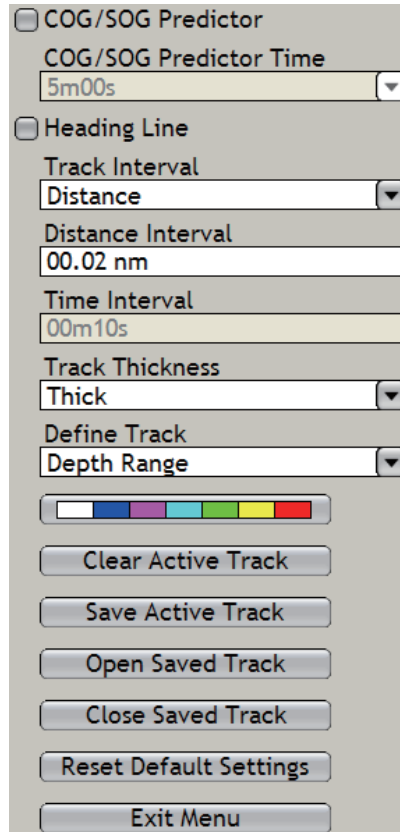 COG/SOG Predictor
COG/SOG Predictor Time
5m00s
Heading Line
Track Interval
Distance
Distance Interval
00.02 nm
Time Interval
00m10s
Track Thickness
Thick
Define Track
Depth Range
Clear Active Track
Save Active Track
Open Saved Track
Close Saved Track
Reset Default Settings
Exit Menu